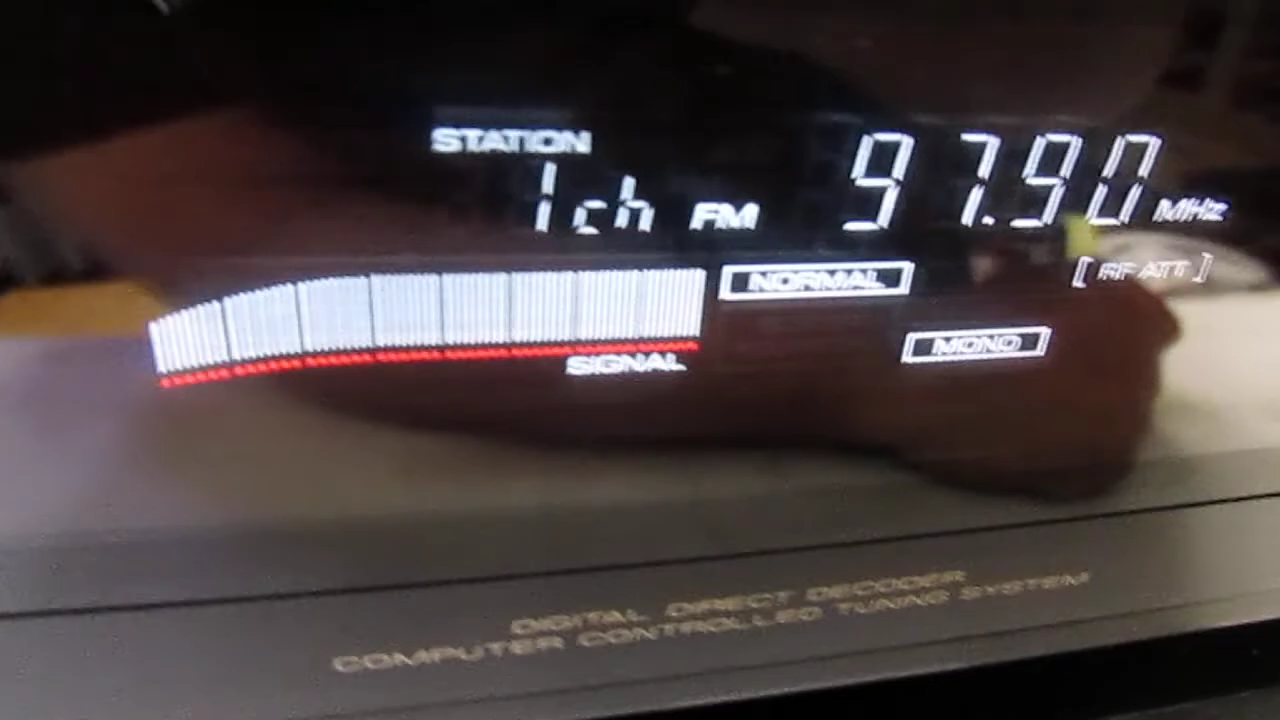 STATION
1ch FM 97.90 MHz
NORMAL [RF ATT]
MONO
SIGNAL
DIGITAL DIRECT DECODER
COMPUTER CONTROLLED TUNING SYSTEM